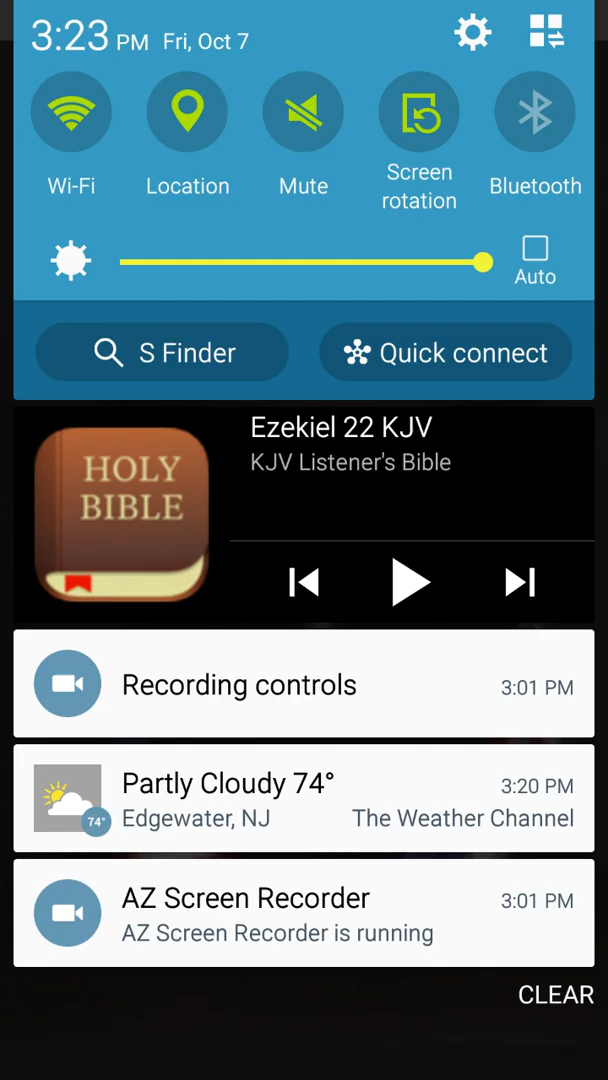 3:23 PM Fri, Oct 7
Wi-Fi
Location
Mute
Screen
rotation
Bluetooth
Auto
S Finder
Quick connect
HOLY
BIBLE
Ezekiel 22 KJV
KJV Listener's Bible
Recording controls
3:01 PM
Partly Cloudy 74°
3:20 PM
74°
Edgewater, NJ
The Weather Channel
AZ Screen Recorder
3:01 PM
AZ Screen Recorder is running
CLEAR